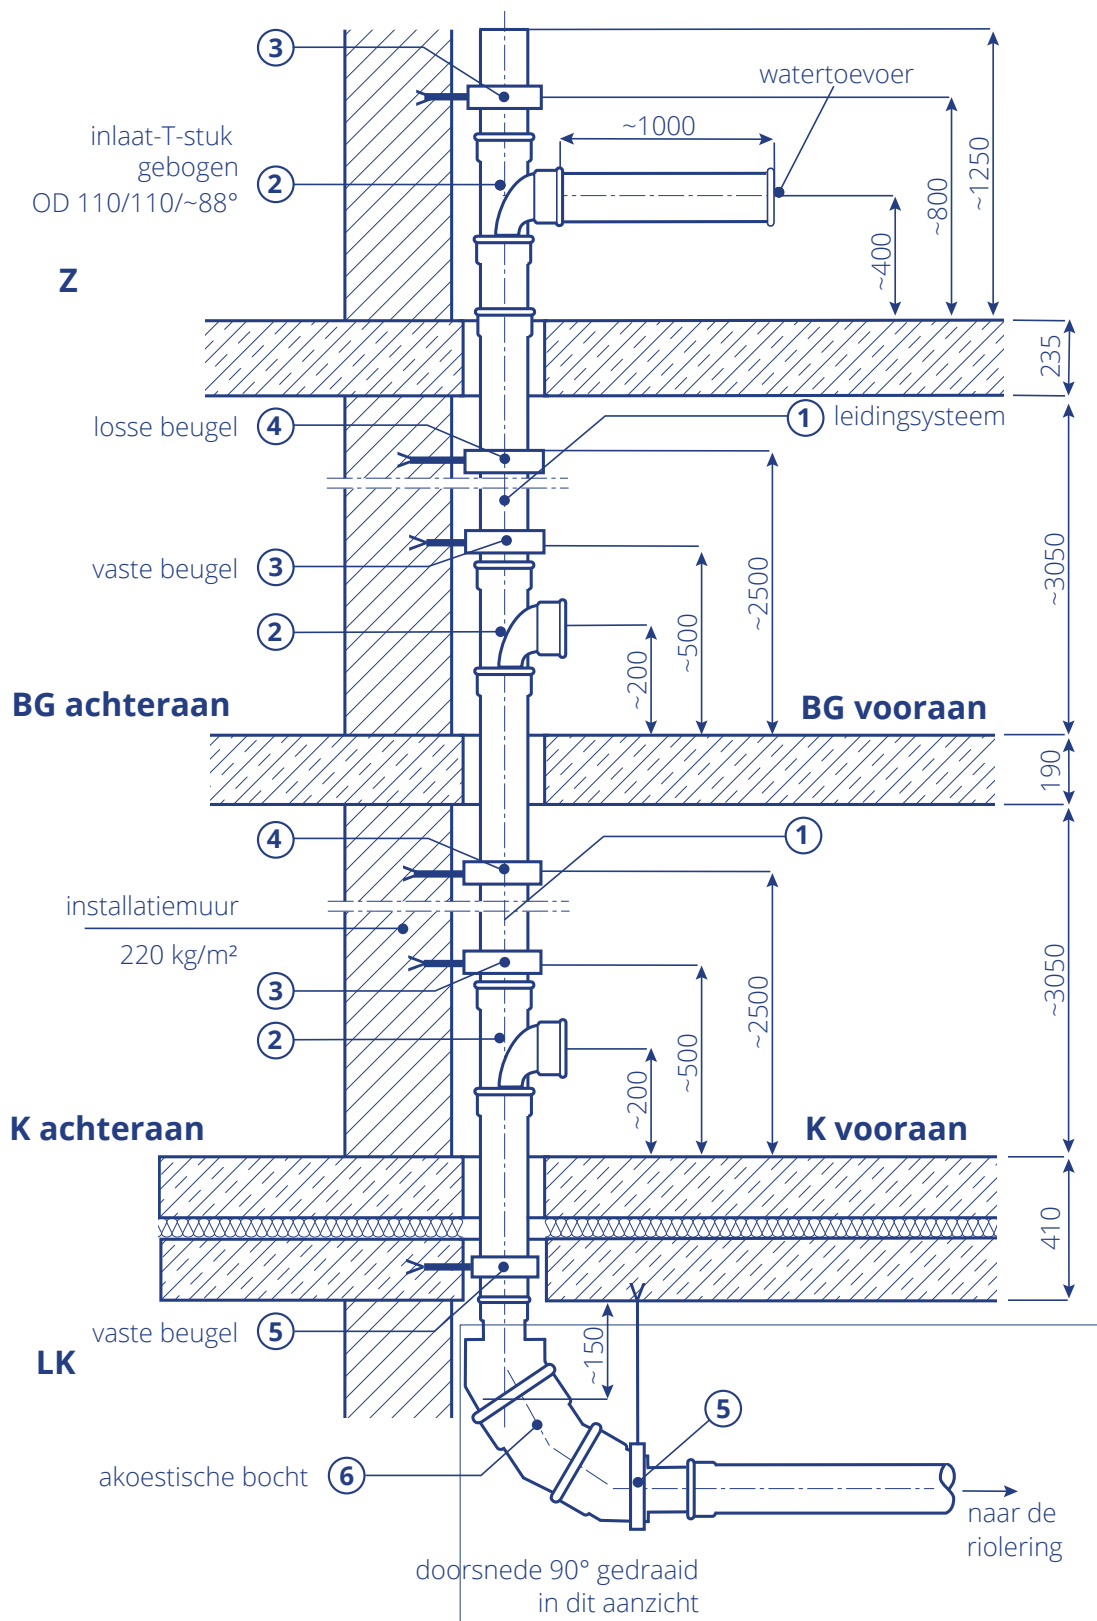 3
watertoevoer
~1000
inlaat-T-stuk
gebogen
OD 110/110/~88°
2
~1250
~800
~400
Z
235
losse beugel 4
1 leidingsysteem
vaste beugel 3
~3050
~2500
2
~500
~200
BG achteraan
BG vooraan
190
4
1
installatiemuur
220 kg/m²
3
~3050
~2500
2
~500
~200
K achteraan
K vooraan
410
vaste beugel 5
~150
LK
5
akoestische bocht 6
naar de
riolering
doorsnede 90° gedraaid
in dit aanzicht